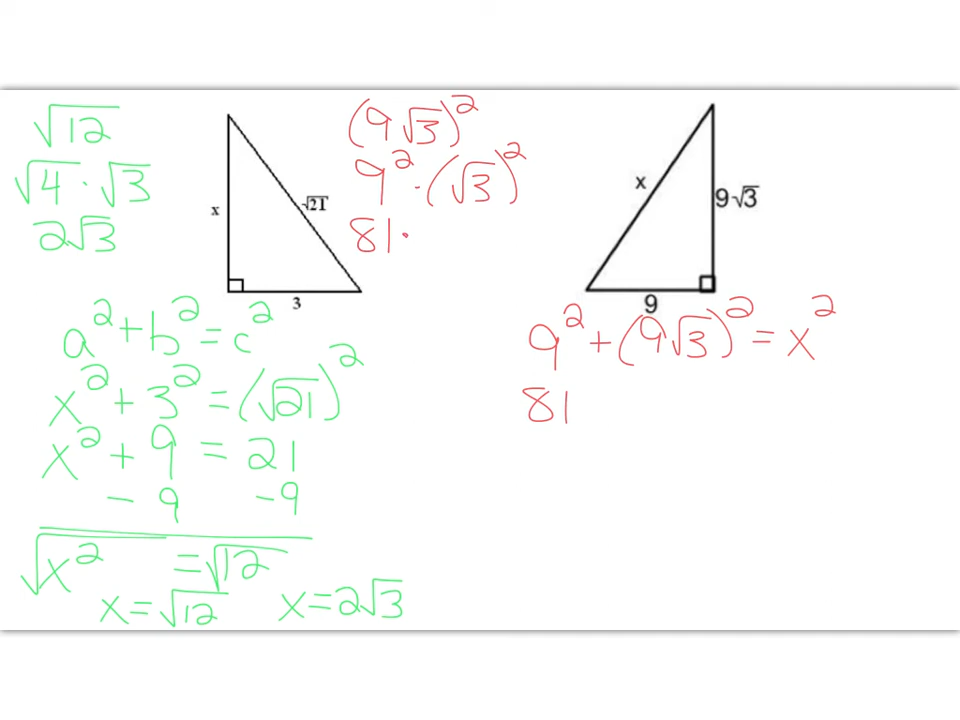 √12
√4 · √3
2√3
x
√21
3
(9√3)²
9² · (√3)²
81·
x
9√3
9
a² + b² = c²
x² + 3² = (√21)²
x² + 9 = 21
- 9 -9
√x² = √12
x = √12 x = 2√3
9² + (9√3)² = x²
81